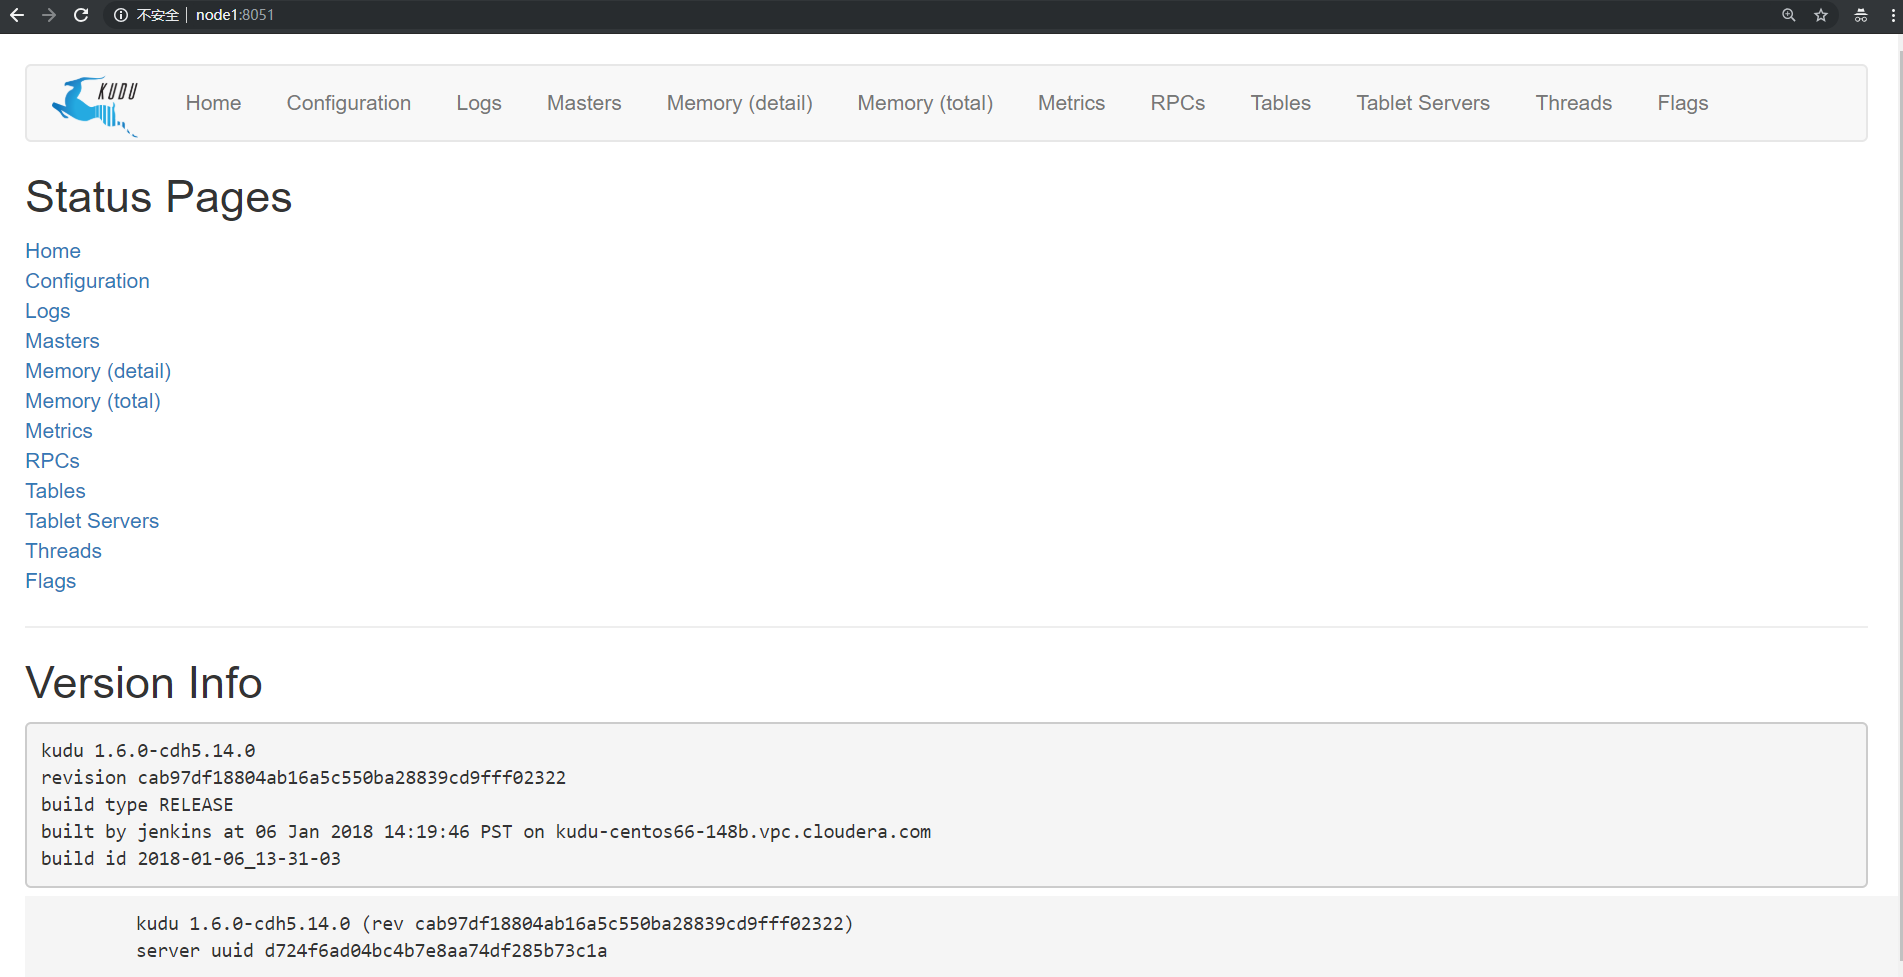 不安全 node1:8051
KUDU Home Configuration Logs Masters Memory (detail) Memory (total) Metrics RPCs Tables Tablet Servers Threads Flags
Status Pages
Home
Configuration
Logs
Masters
Memory (detail)
Memory (total)
Metrics
RPCs
Tables
Tablet Servers
Threads
Flags
Version Info
kudu 1.6.0-cdh5.14.0
revision cab97df18804ab16a5c550ba28839cd9fff02322
build type RELEASE
built by jenkins at 06 Jan 2018 14:19:46 PST on kudu-centos66-148b.vpc.cloudera.com
build id 2018-01-06_13-31-03
kudu 1.6.0-cdh5.14.0 (rev cab97df18804ab16a5c550ba28839cd9fff02322)
server uuid d724f6ad04bc4b7e8aa74df285b73c1a